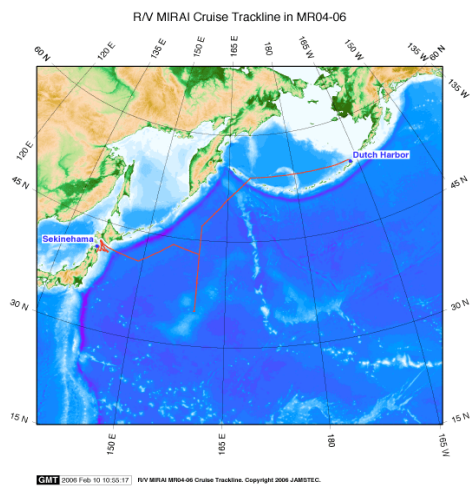 R/V MIRAI Cruise Trackline in MR04-06
60 N
120 E
135 E
150 E
165 E
180
165 W
150 W
135 W
60 N
135 W
120 E
Dutch Harbor
45 N
45 N
Sekinehama
30 N
30 N
15 N
15 N
150 E
165 E
180
165 W
GMT 2006 Feb 10 10:55:17 R/V MIRAI MR04-06 Cruise Trackline. Copyright 2006 JAMSTEC.